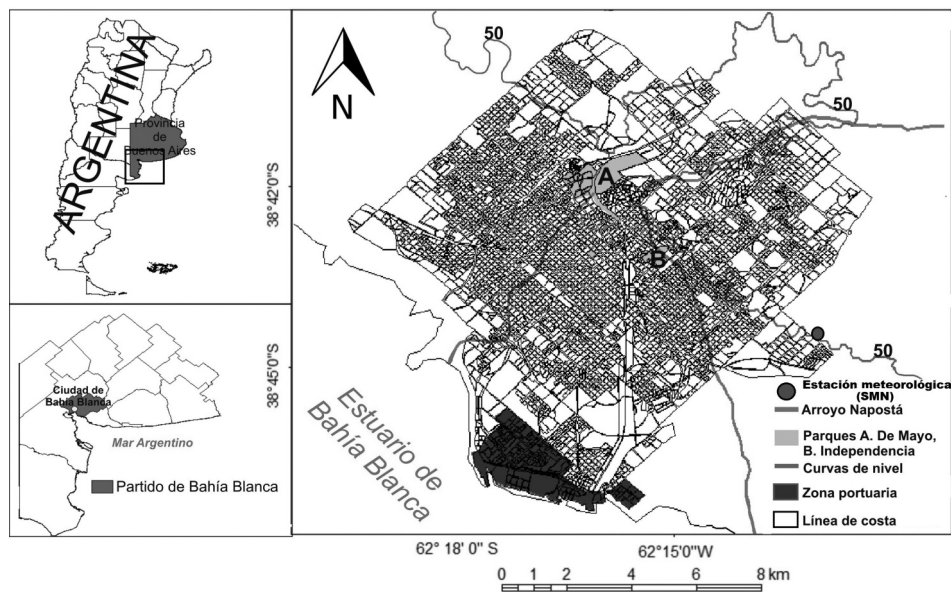 ARGENTINA
Provincia
de
Buenos Aires
Ciudad de
Bahía Blanca
Mar Argentino
Partido de Bahía Blanca
N
50
50
50
A
B
38°42'0"S
38°45'0"S
Estuario de
Bahía Blanca
Estación meteorológica
(SMN)
Arroyo Napostá
Parques A. De Mayo,
B. Independencia
Curvas de nivel
Zona portuaria
Línea de costa
62° 18' 0" S
62°15'0"W
0 1 2 4 6 8 km